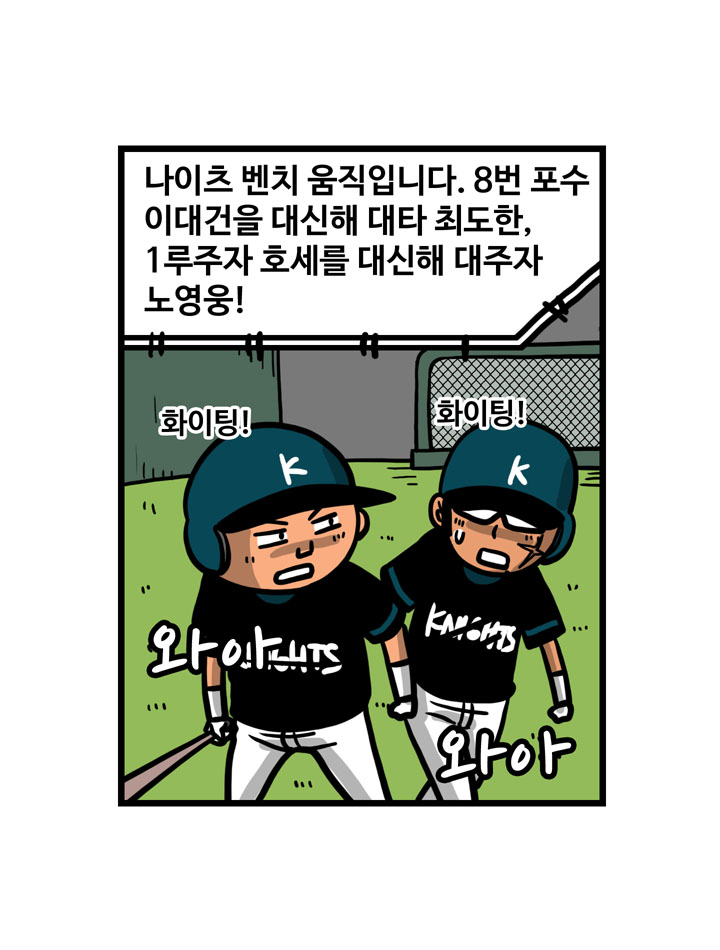 나이츠 벤치 움직입니다. 8번 포수
이대건을 대신해 대타 최도한,
1루주자 호세를 대신해 대주자
노영웅!
화이팅!
화이팅!
K
K
KNIGHTS
와아
와아